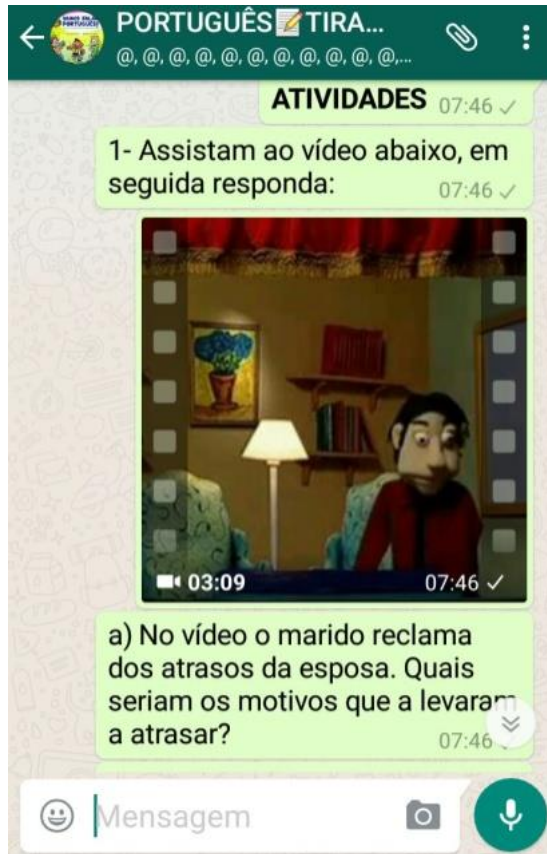 PORTUGUÊS📝TIRA...
@, @, @, @, @, @, @, @, @, @, @,...
ATIVIDADES 07:46
1- Assistam ao vídeo abaixo, em
seguida responda: 07:46
03:09 07:46
a) No vídeo o marido reclama
dos atrasos da esposa. Quais
seriam os motivos que a levaram
a atrasar? 07:46
Mensagem